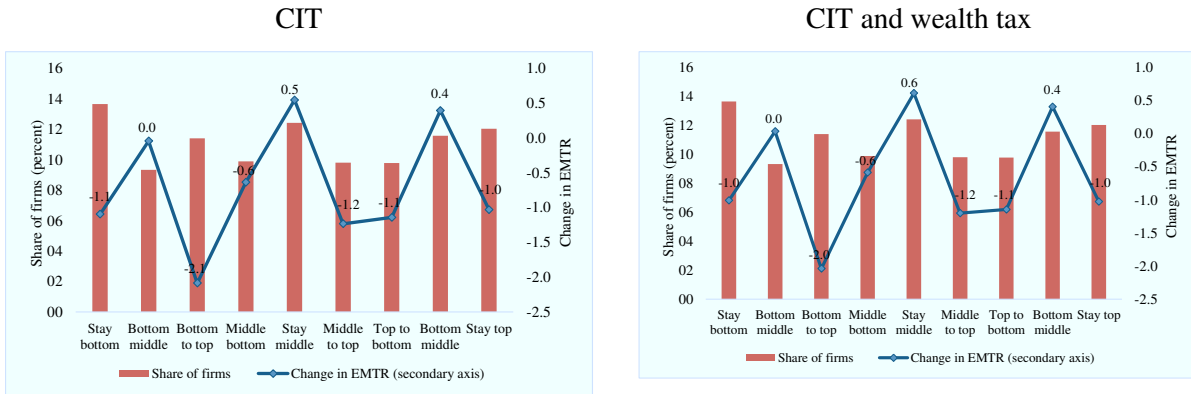 CIT
Share of firms (percent)
16
14
12
10
08
06
04
02
00
1.0
0.5
0.0
-0.5
-1.0
-1.5
-2.0
-2.5
Change in EMTR
-1.1
0.0
-2.1
-0.6
0.5
-1.2
-1.1
0.4
-1.0
Stay bottom
Bottom middle
Bottom to top
Middle bottom
Stay middle
Middle to top
Top to bottom
Bottom middle
Stay top
Share of firms
Change in EMTR (secondary axis)
CIT and wealth tax
Share of firms (percent)
16
14
12
10
08
06
04
02
00
1.0
0.5
0.0
-0.5
-1.0
-1.5
-2.0
-2.5
Change in EMTR
-1.0
0.0
-2.0
-0.6
0.6
-1.2
-1.1
0.4
-1.0
Stay bottom
Bottom middle
Bottom to top
Middle bottom
Stay middle
Middle to top
Top to bottom
Bottom middle
Stay top
Share of firms
Change in EMTR (secondary axis)